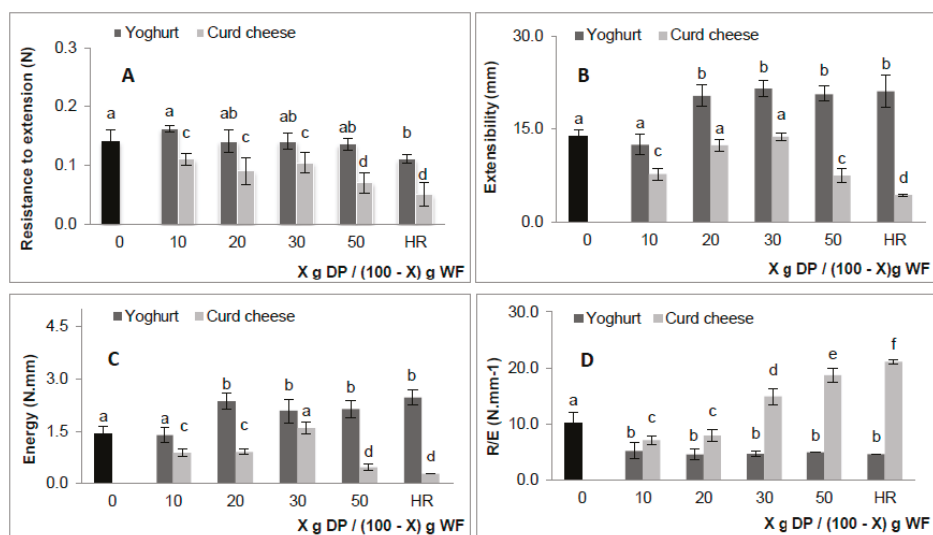 Yoghurt Curd cheese
A
Resistance to extension (N)
0.3
0.2
0.1
0.0
a a ab ab ab b
c c c d d
0 10 20 30 50 HR
X g DP / (100 - X) g WF
Yoghurt Curd cheese
B
Extensibility (mm)
30.0
15.0
0.0
a a b b b b
c a a c d
0 10 20 30 50 HR
X g DP / (100 - X)g WF
Yoghurt Curd cheese
C
Energy (N.mm)
4.5
3.0
1.5
0.0
a a b b b b
c c a d d
0 10 20 30 50 HR
X g DP / (100 - X) g WF
Yoghurt Curd cheese
D
R/E (N.mm-1)
30.0
20.0
10.0
0.0
a b b b b b
c c d e f
0 10 20 30 50 HR
X g DP / (100 - X) g WF